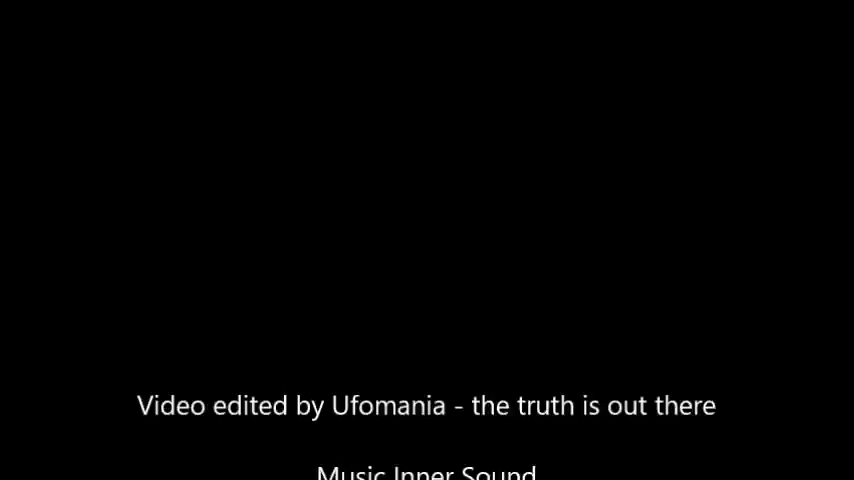 Video edited by Ufomania - the truth is out there
Music Inner Sound